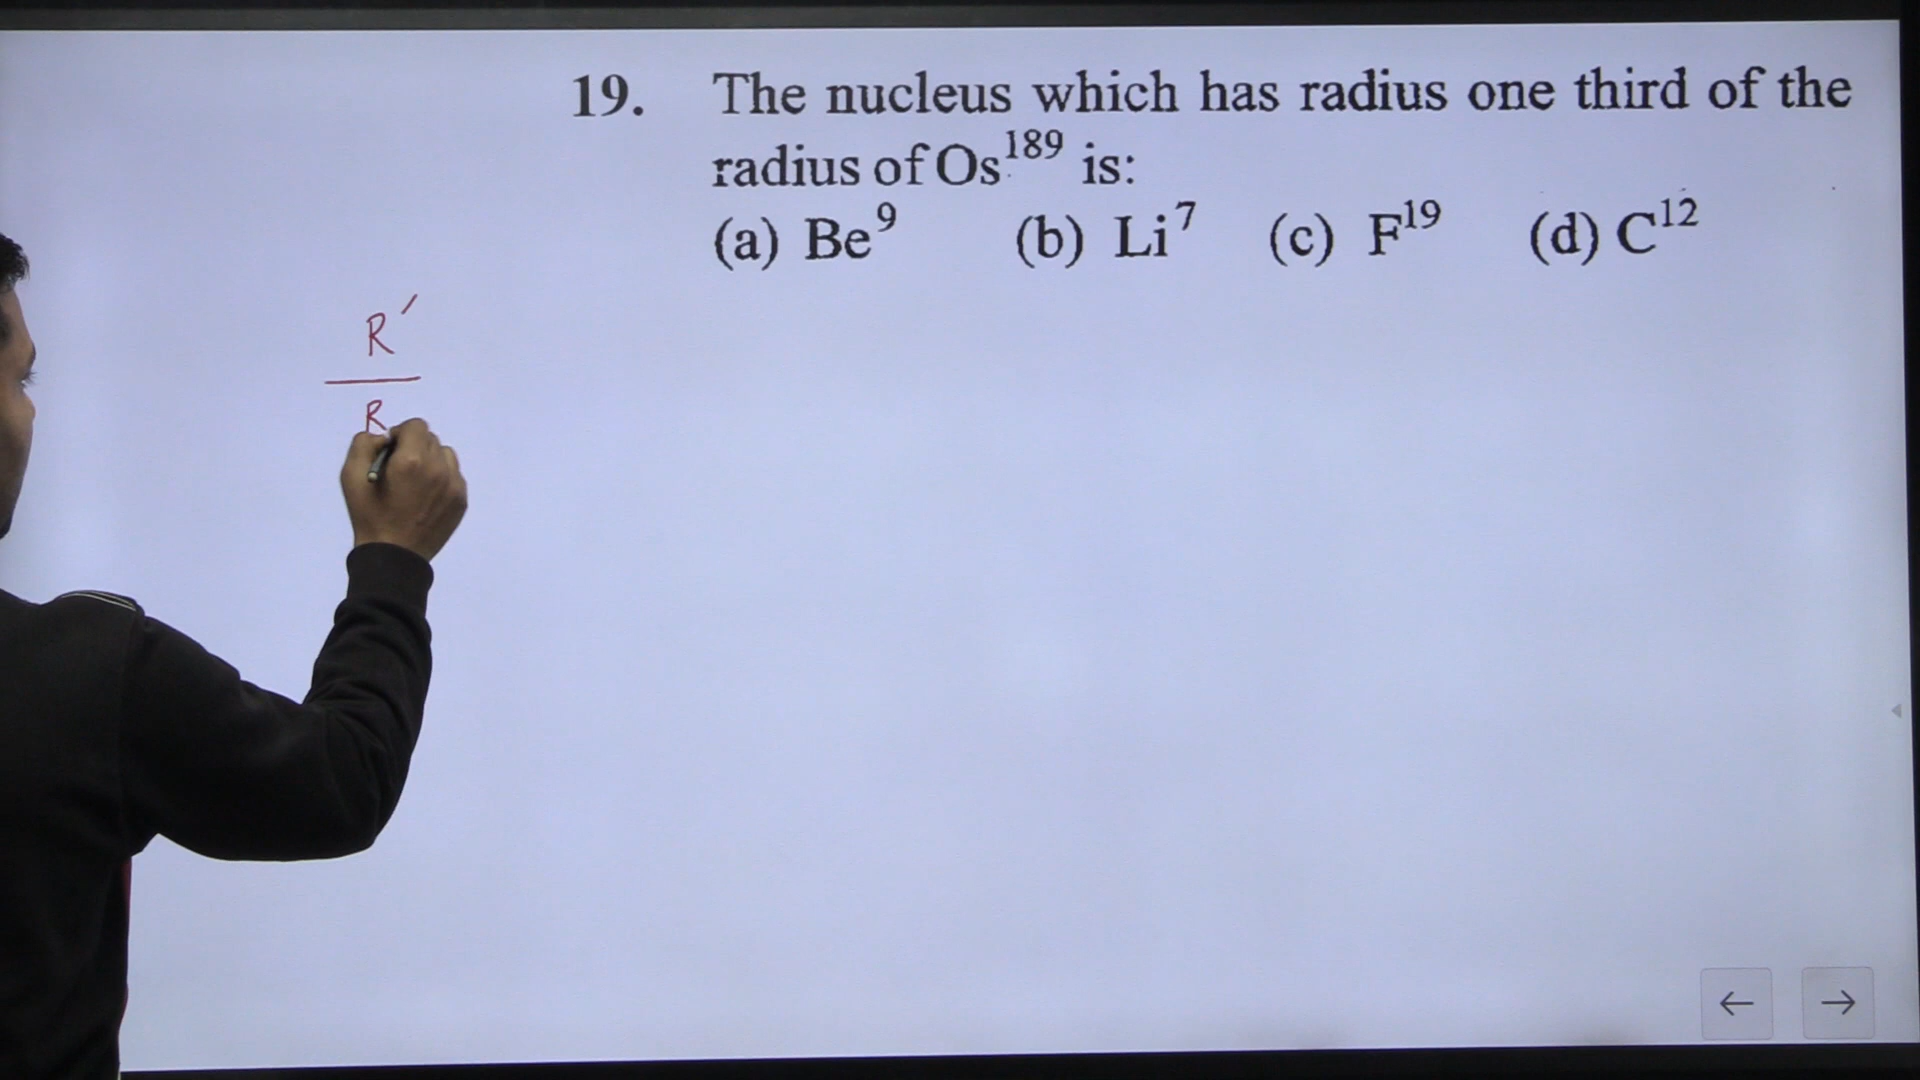 19. The nucleus which has radius one third of the
radius of Os¹⁸⁹ is:
(a) Be⁹ (b) Li⁷ (c) F¹⁹ (d) C¹²
R′
R